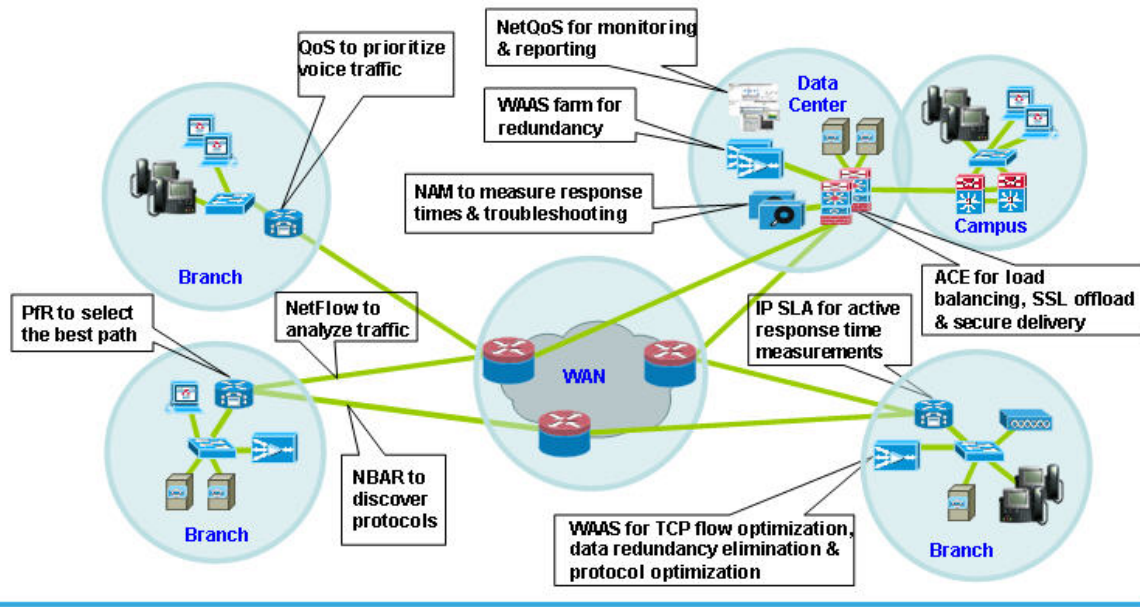 QoS to prioritize
voice traffic
NetQoS for monitoring
& reporting
Data
Center
WAAS farm for
redundancy
NAM to measure response
times & troubleshooting
Campus
Branch
ACE for load
balancing, SSL offload
& secure delivery
PfR to select
the best path
NetFlow to
analyze traffic
IP SLA for active
response time
measurements
WAN
NBAR to
discover
protocols
Branch
WAAS for TCP flow optimization,
data redundancy elimination &
protocol optimization
Branch